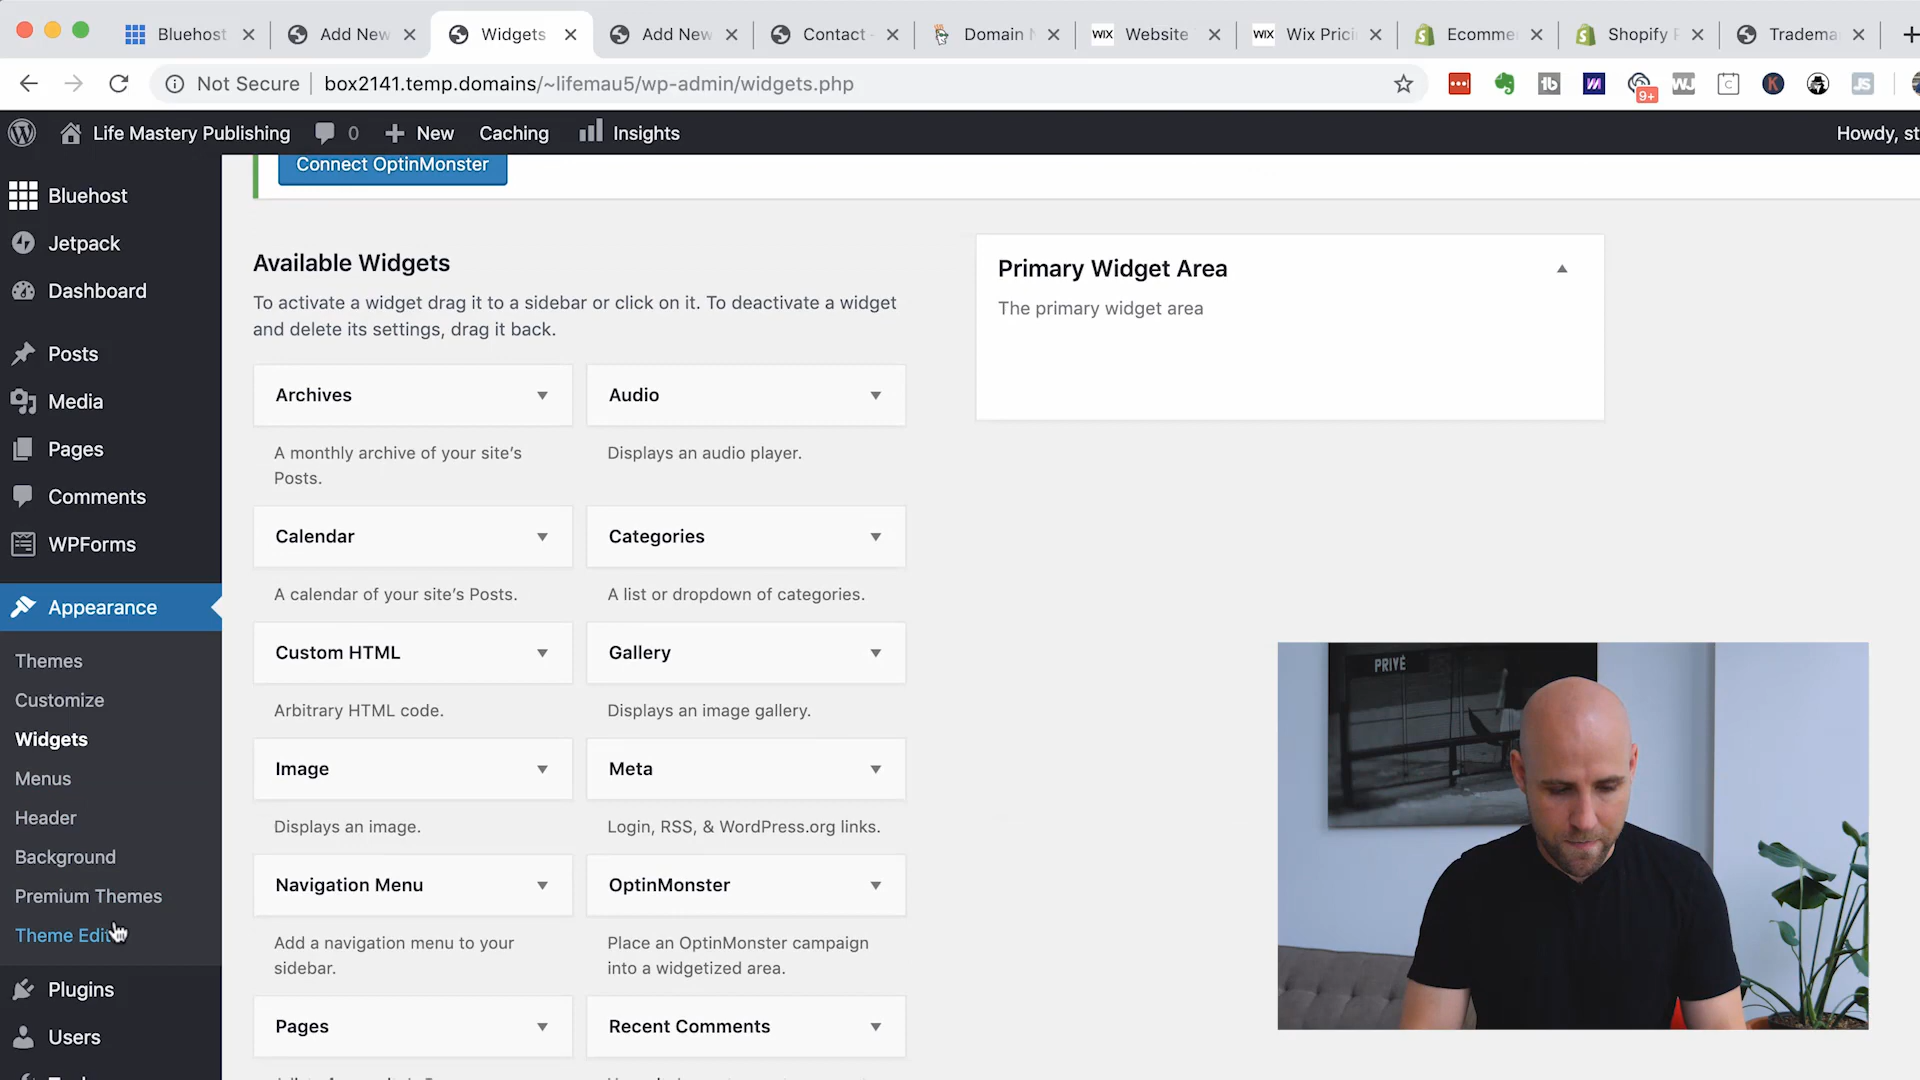 Bluehost
Add New
Widgets
Add New
Contact -
Domain N
WIX Website
WIX Wix Prici
Ecomme
Shopify P
Tradema
Not Secure
box2141.temp.domains/~lifemau5/wp-admin/widgets.php
9+
Life Mastery Publishing
0
New
Caching
Insights
Howdy, st
Bluehost
Jetpack
Dashboard
Posts
Media
Pages
Comments
WPForms
Appearance
Themes
Customize
Widgets
Menus
Header
Background
Premium Themes
Theme Edit
Plugins
Users
Connect OptinMonster
Available Widgets
To activate a widget drag it to a sidebar or click on it. To deactivate a widget
and delete its settings, drag it back.
Archives
A monthly archive of your site's
Posts.
Audio
Displays an audio player.
Calendar
A calendar of your site's Posts.
Categories
A list or dropdown of categories.
Custom HTML
Arbitrary HTML code.
Gallery
Displays an image gallery.
Image
Displays an image.
Meta
Login, RSS, & WordPress.org links.
Navigation Menu
Add a navigation menu to your
sidebar.
OptinMonster
Place an OptinMonster campaign
into a widgetized area.
Pages
Recent Comments
Primary Widget Area
The primary widget area
PRIVÉ